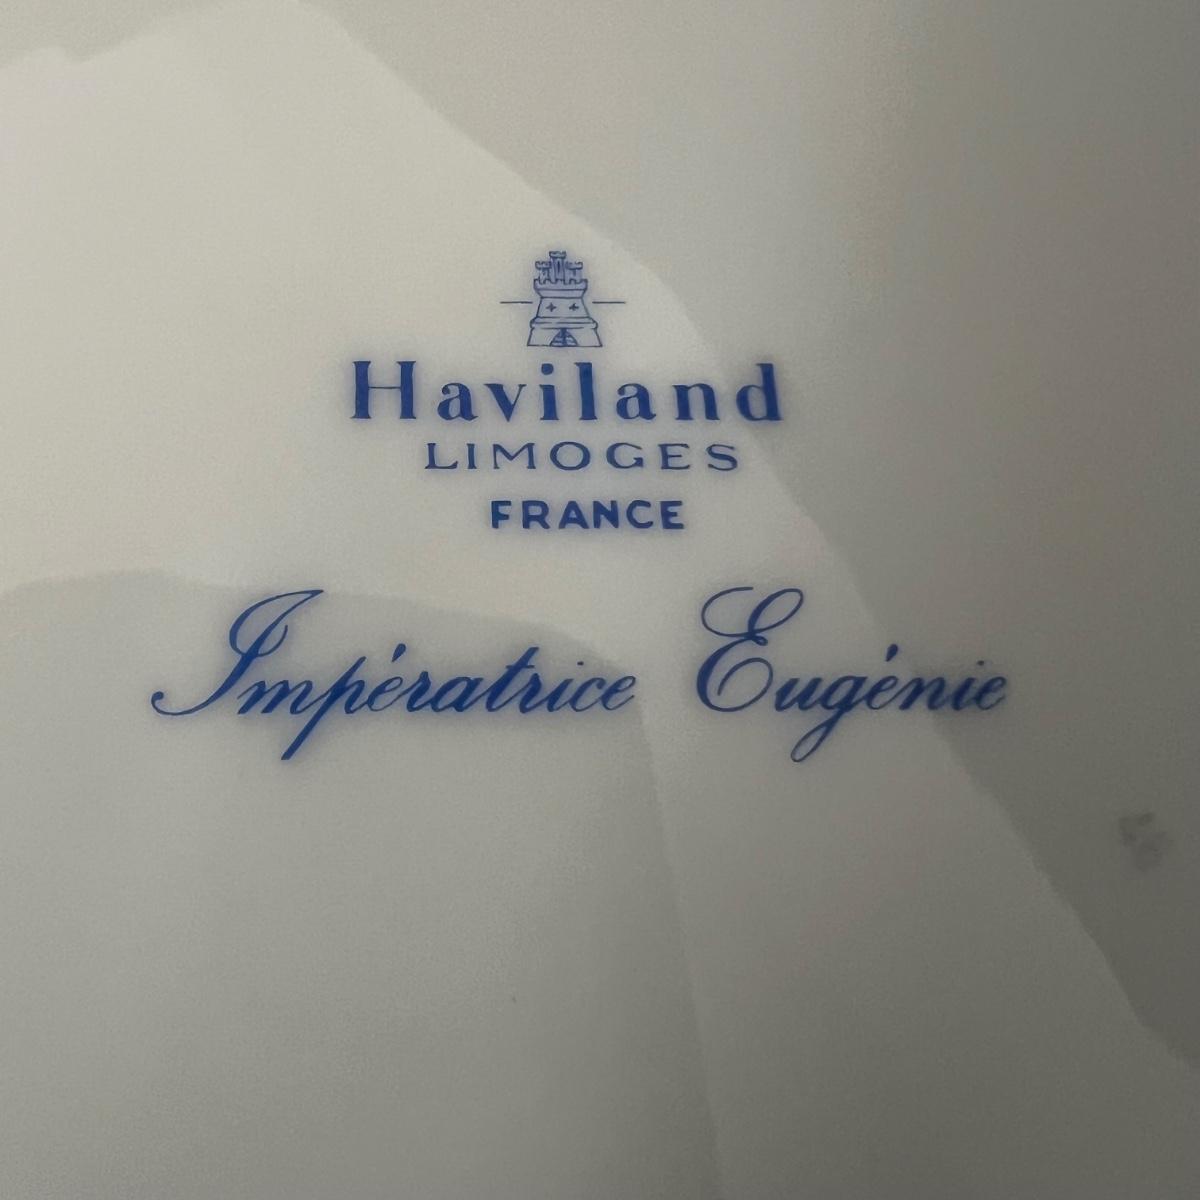 Haviland
LIMOGES
FRANCE
Impératrice Eugénie